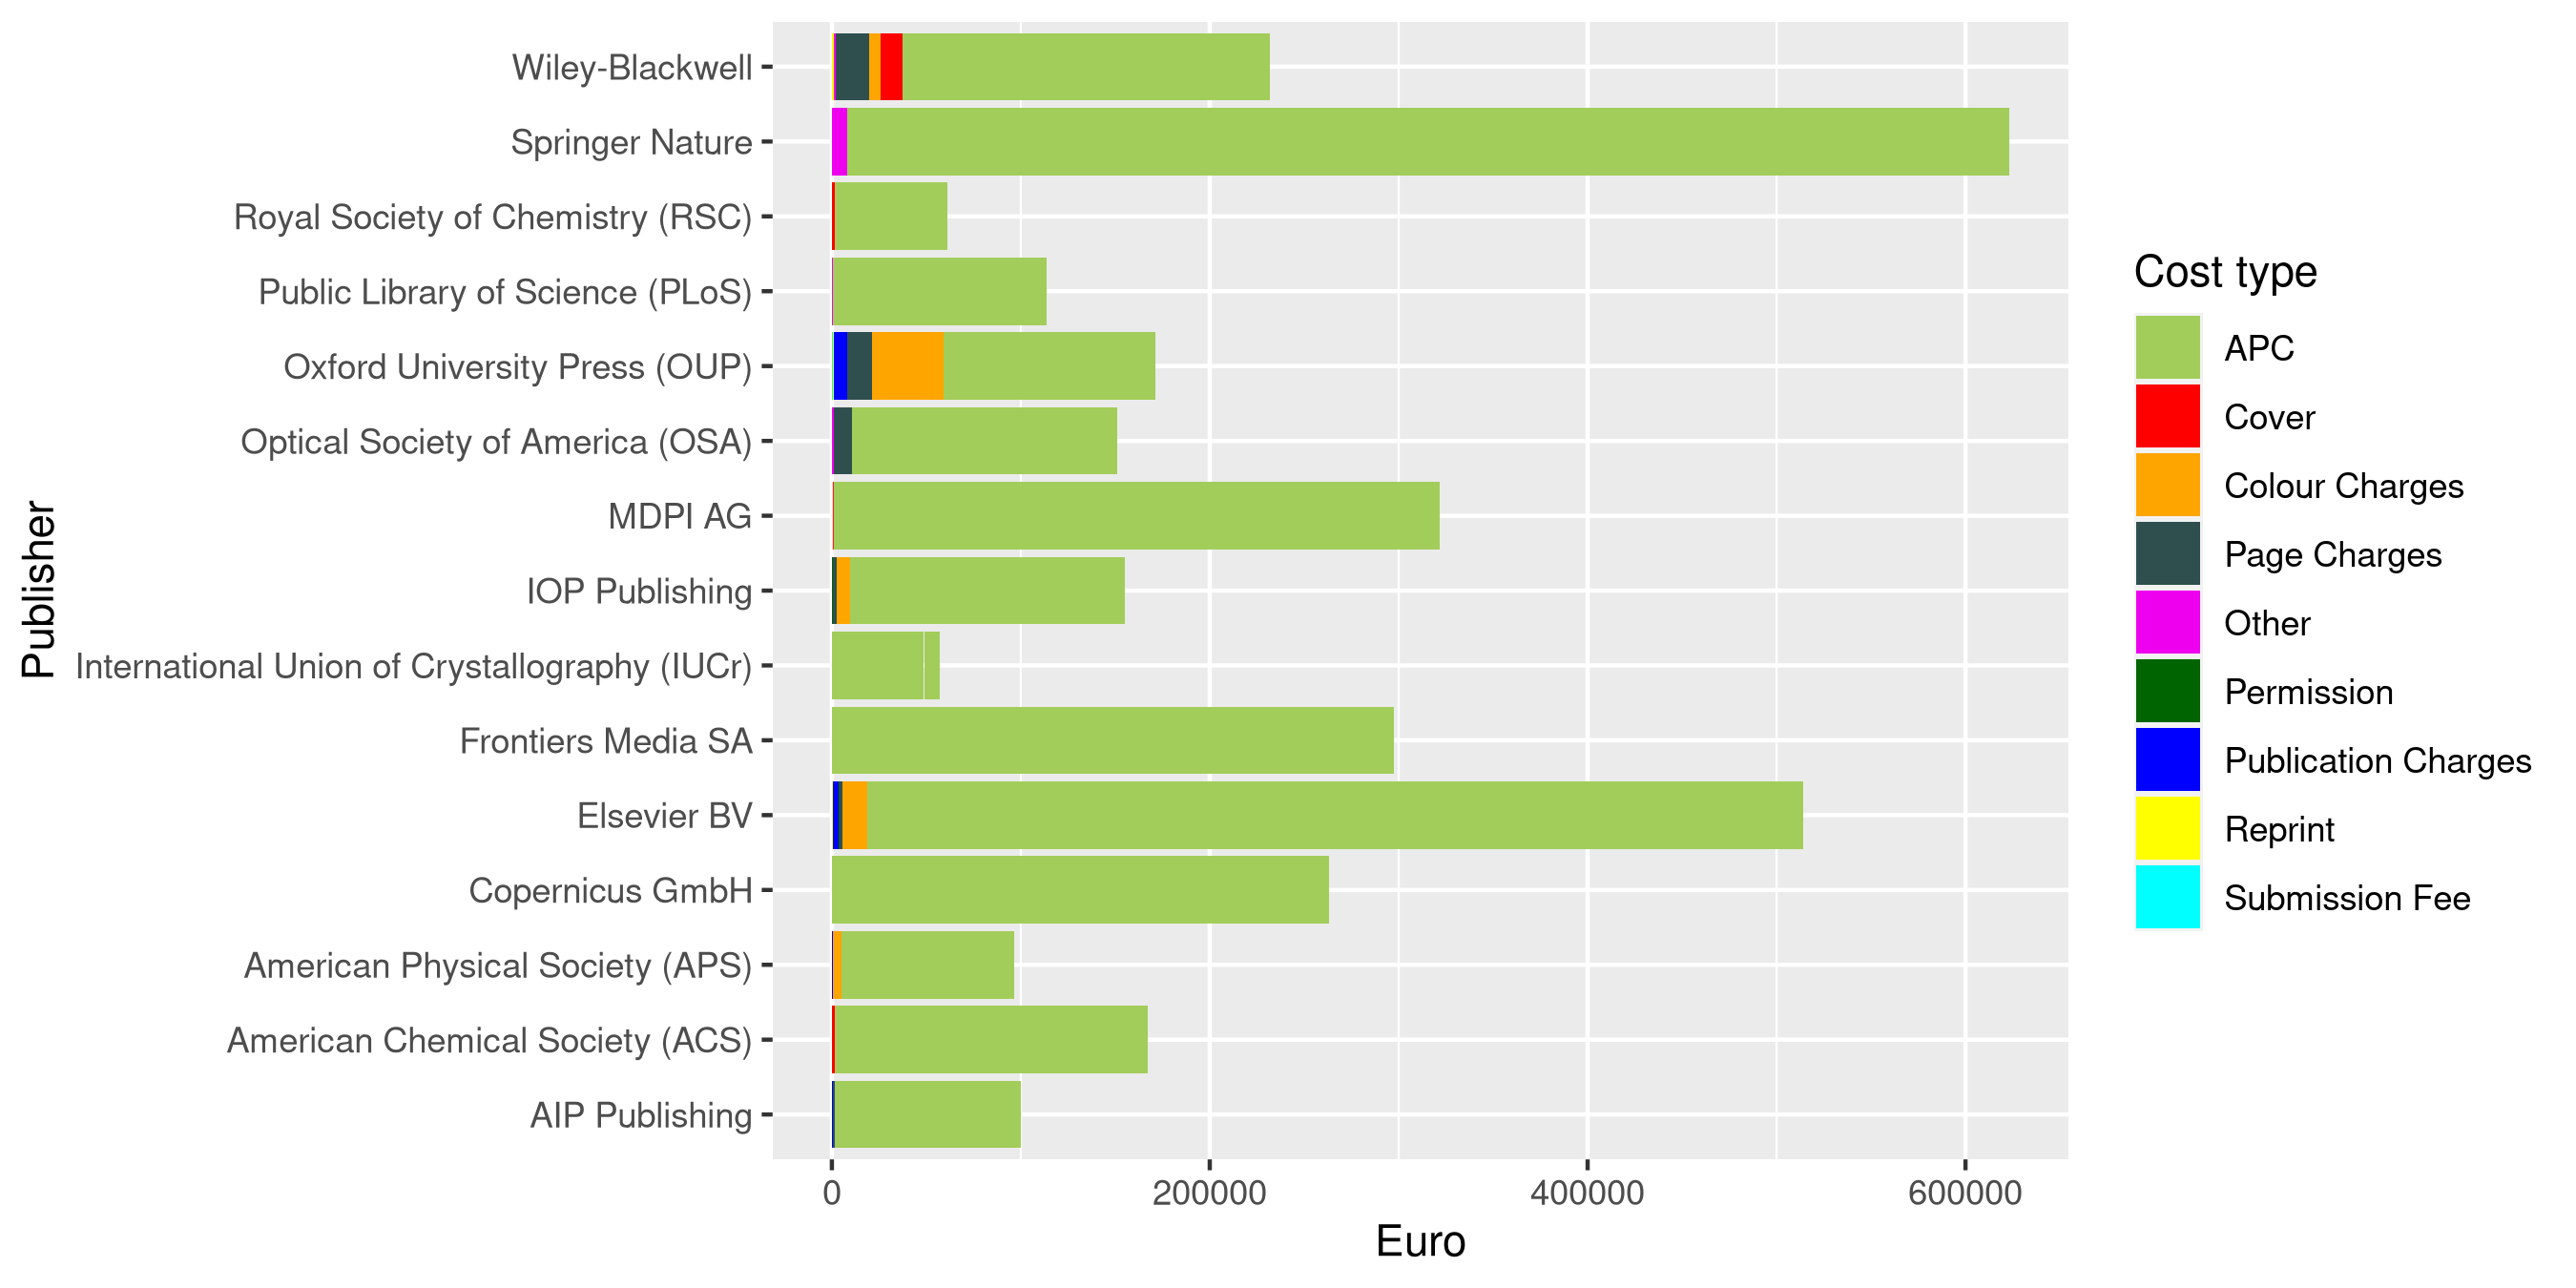 Wiley-Blackwell
Springer Nature
Royal Society of Chemistry (RSC)
Public Library of Science (PLoS)
Oxford University Press (OUP)
Optical Society of America (OSA)
MDPI AG
IOP Publishing
International Union of Crystallography (IUCr)
Frontiers Media SA
Elsevier BV
Copernicus GmbH
American Physical Society (APS)
American Chemical Society (ACS)
AIP Publishing
Publisher
0 200000 400000 600000
Euro
Cost type
APC
Cover
Colour Charges
Page Charges
Other
Permission
Publication Charges
Reprint
Submission Fee